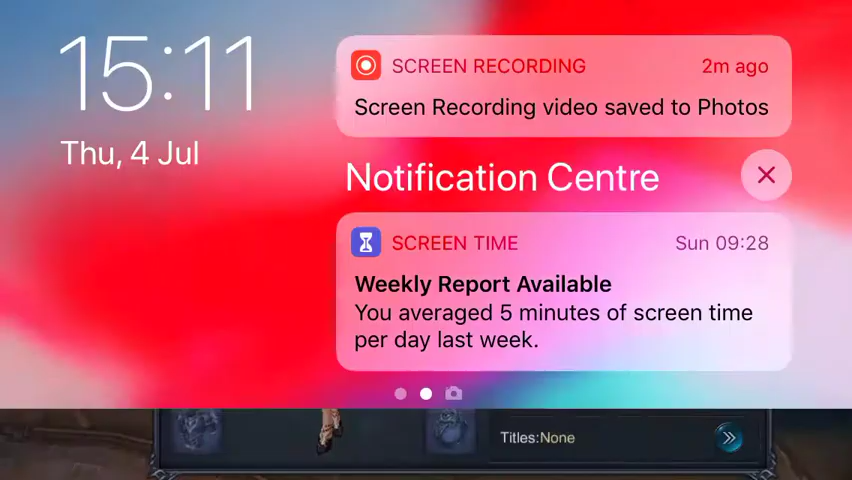 15:11
Thu, 4 Jul
SCREEN RECORDING 2m ago
Screen Recording video saved to Photos
Notification Centre
SCREEN TIME Sun 09:28
Weekly Report Available
You averaged 5 minutes of screen time
per day last week.
Titles:None